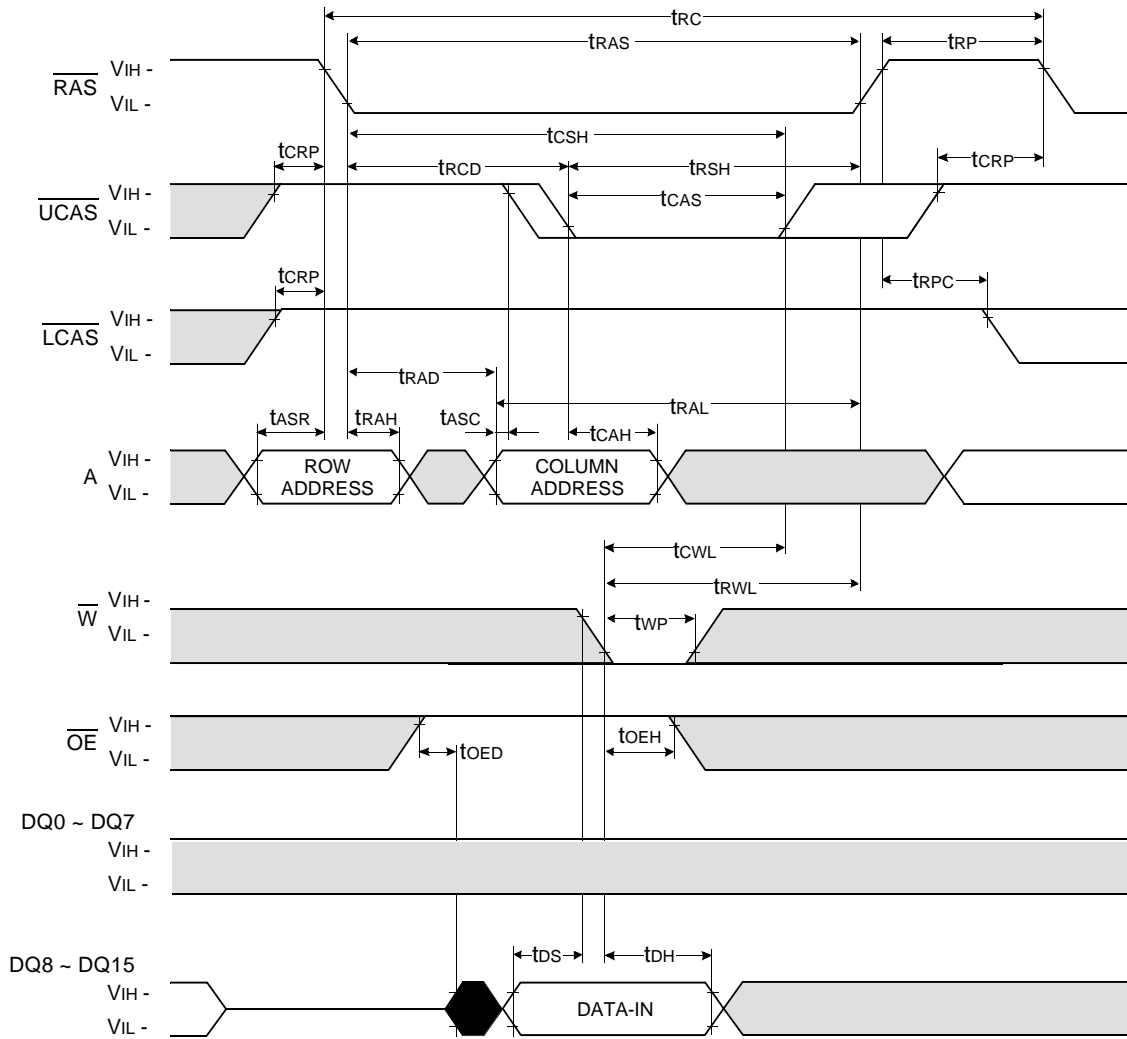 tRC
tRAS
tRP
RAS
VIH -
VIL -
tCSH
tCRP
tRCD
tRSH
tCRP
UCAS
VIH -
VIL -
tCAS
tCRP
tRPC
LCAS
VIH -
VIL -
tRAD
tRAL
tASR
tRAH
tASC
tCAH
A
VIH -
VIL -
ROW
ADDRESS
COLUMN
ADDRESS
tCWL
tRWL
W
VIH -
VIL -
tWP
OE
VIH -
VIL -
tOED
tOEH
DQ0 ~ DQ7
VIH -
VIL -
tDS
tDH
DQ8 ~ DQ15
VIH -
VIL -
DATA-IN